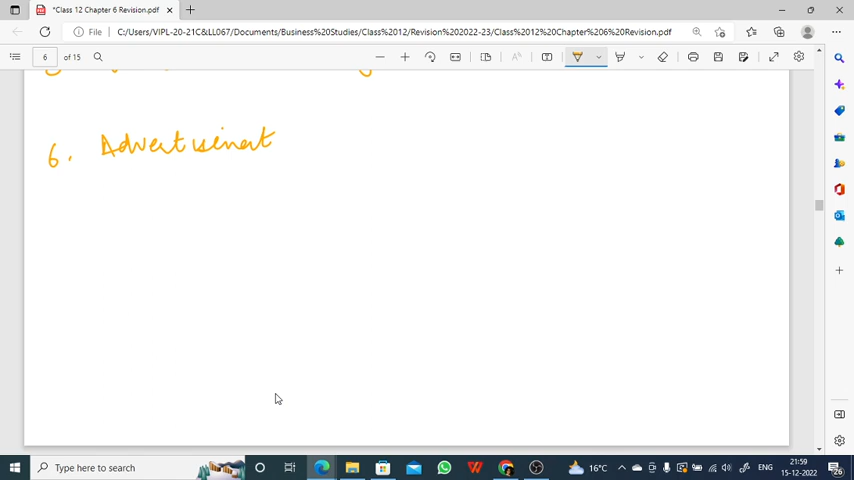 *Class 12 Chapter 6 Revision.pdf
File
C:/Users/VIPL-20-21C&LL067/Documents/Business%20Studies/Class%2012/Revision%202022-23/Class%2012%20Chapter%206%20Revision.pdf
6 of 15
6. Advertisinent
Type here to search
16°C
ENG
21:59
15-12-2022
26